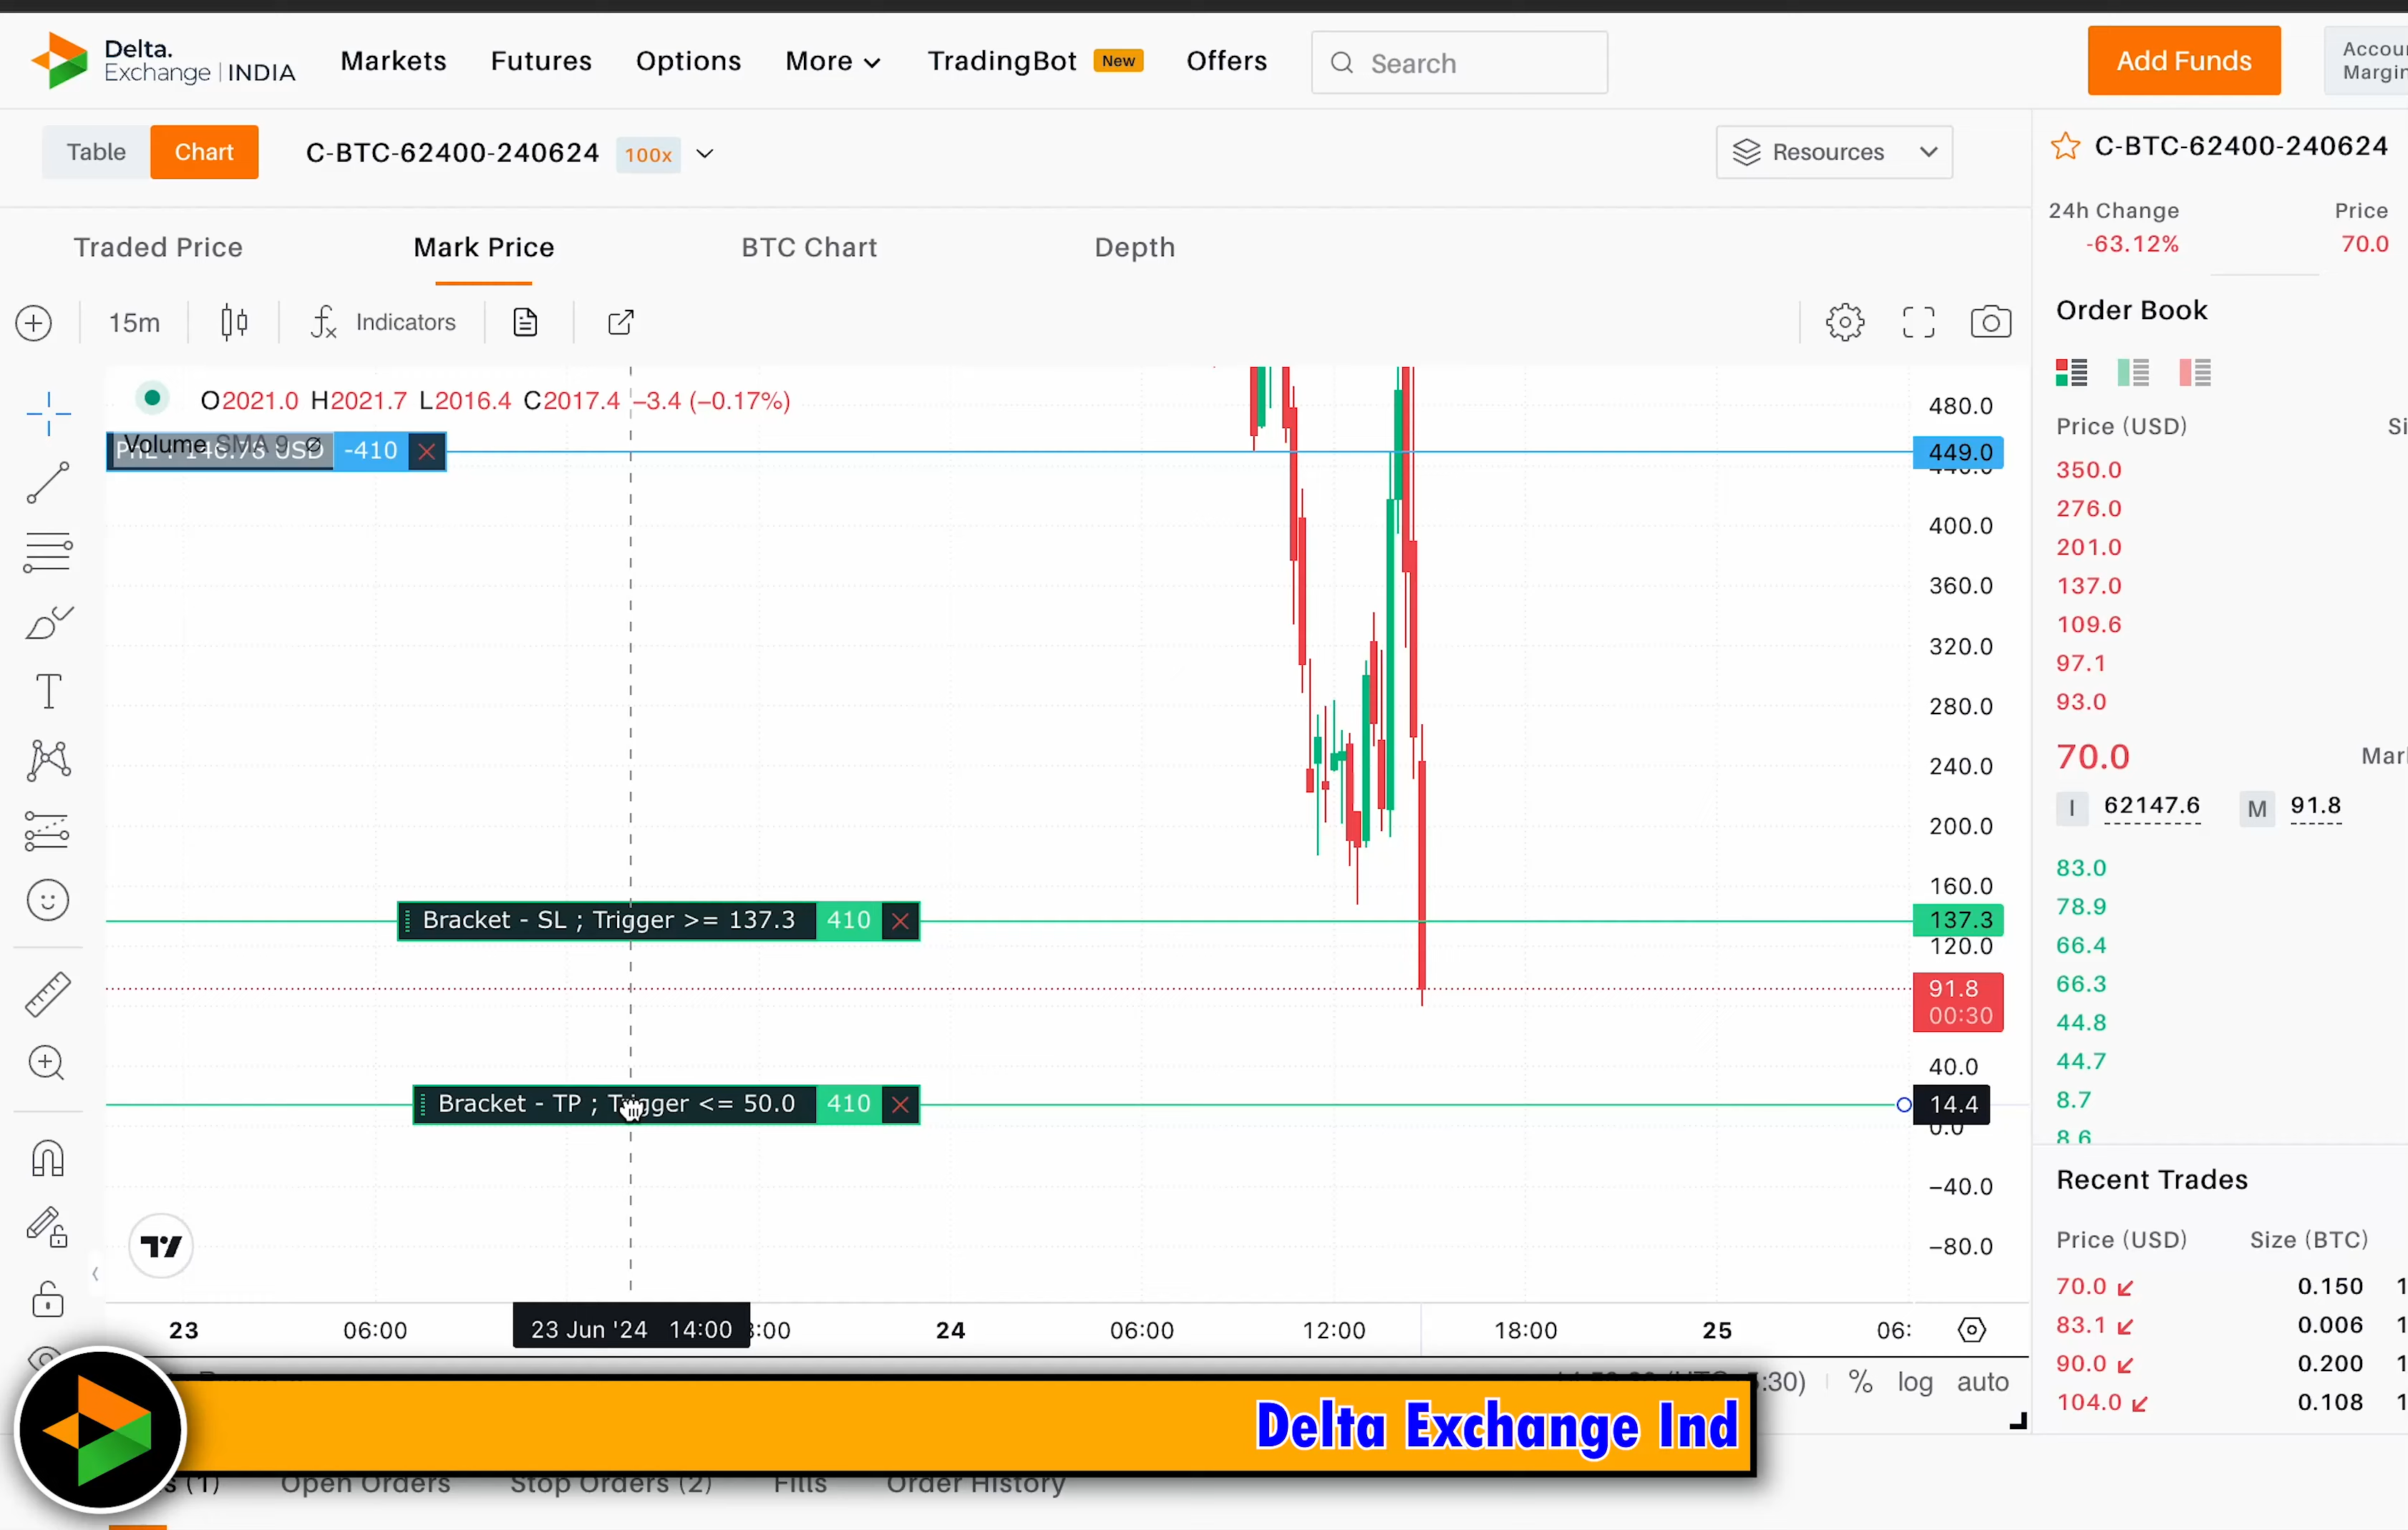 Delta.
Exchange | INDIA
Markets
Futures
Options
More
TradingBot New
Offers
Search
Add Funds
Table
Chart
C-BTC-62400-240624 100x
Resources
C-BTC-62400-240624
24h Change Price
-63.12% 70.0
Traded Price
Mark Price
BTC Chart
Depth
15m
Indicators
O2021.0 H2021.7 L2016.4 C2017.4 −3.4 (−0.17%)
Volume SMA 9
USD -410
449.0
Bracket - SL ; Trigger >= 137.3 410
Bracket - TP ; Trigger <= 50.0 410
480.0
400.0
360.0
320.0
280.0
240.0
200.0
160.0
137.3
120.0
91.8
00:30
40.0
14.4
−40.0
−80.0
23
06:00
23 Jun '24 14:00
24
06:00
12:00
18:00
25
% log auto
Order Book
Price (USD)
350.0
276.0
201.0
137.0
109.6
97.1
93.0
70.0
I 62147.6 M 91.8
83.0
78.9
66.4
66.3
44.8
44.7
8.7
8.6
Recent Trades
Price (USD) Size (BTC)
70.0 0.150
83.1 0.006
90.0 0.200
104.0 0.108
Delta Exchange Ind
(1)
Open Orders
Stop Orders (2)
Fills
Order History